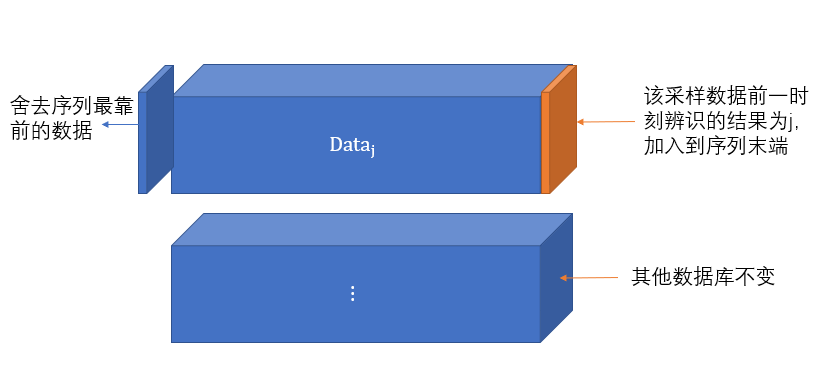 舍去序列最靠
前的数据
Dataj
该采样数据前一时
刻辨识的结果为j,
加入到序列末端
⋮
其他数据库不变